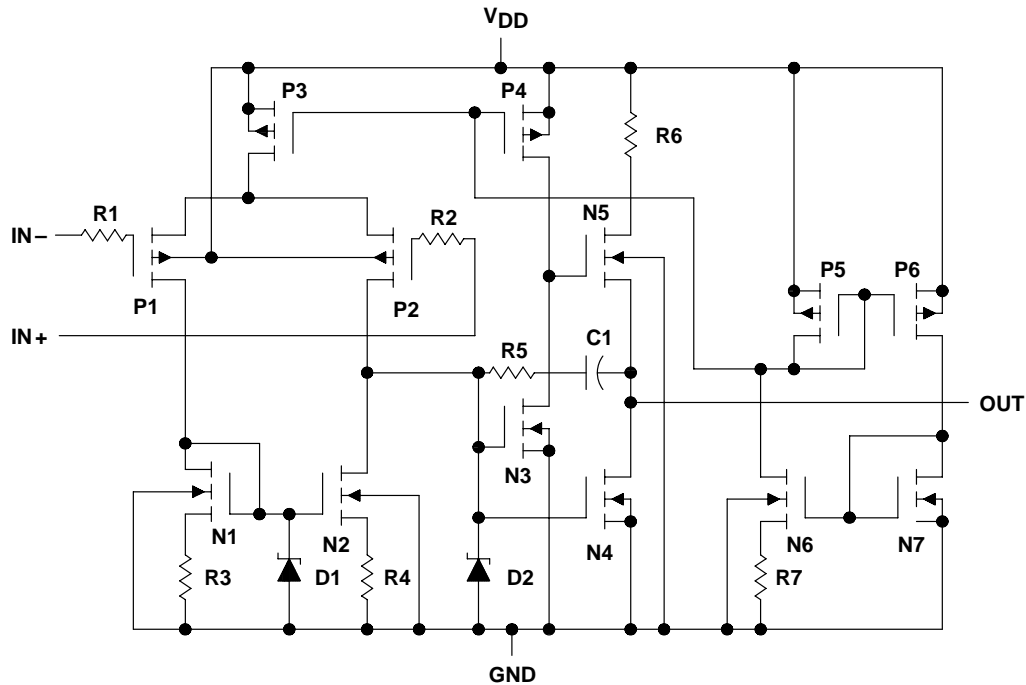 VDD
P3
P4
R6
R1
R2
N5
IN−
P5
P6
P1
P2
IN+
R5
C1
OUT
N3
N1
N2
N4
N6
N7
R3
D1
R4
D2
R7
GND